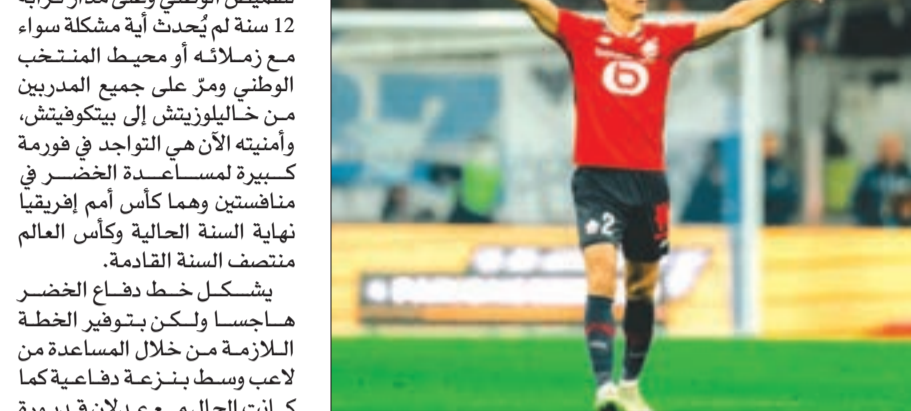 12 سنة لم يُحدث أية مشكلة سواء
مع زملائه أو محيط المنتخب
الوطني ومرّ على جميع المدربين
من خاليلوزيتش إلى بيتكوفيتش،
وأمنيته الآن هي التواجد في فورمة
كبيرة لمساعدة الخضر في
منافستين وهما كأس أمم إفريقيا
نهاية السنة الحالية وكأس العالم
منتصف السنة القادمة.
يشكل خط دفاع الخضر
هاجسا ولكن بتوفير الخطة
اللازمة من خلال المساعدة من
لاعب وسط بنزعة دفاعية كما
2